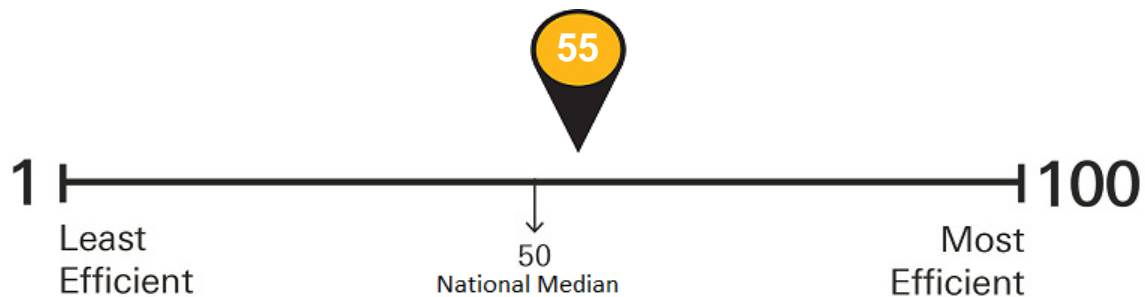 55
1
100
Least
Efficient
50
National Median
Most
Efficient